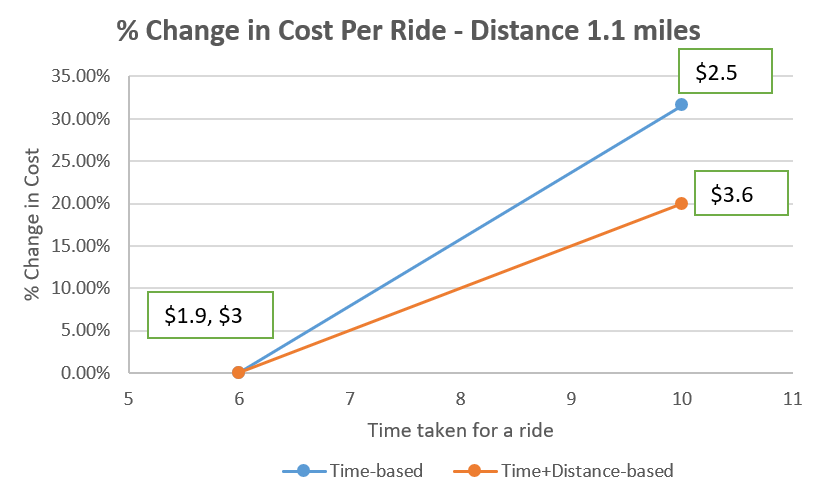 % Change in Cost Per Ride - Distance 1.1 miles
35.00%
30.00%
25.00%
20.00%
15.00%
10.00%
5.00%
0.00%
% Change in Cost
$2.5
$3.6
$1.9, $3
5 6 7 8 9 10 11
Time taken for a ride
Time-based Time+Distance-based